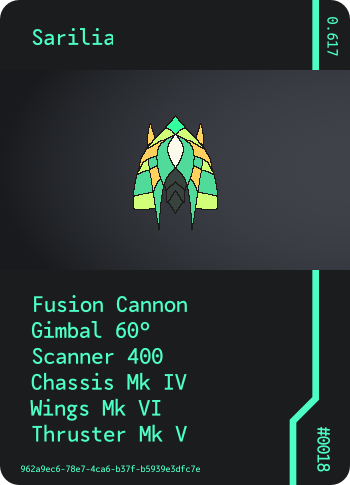 Sarilia
0.617
Fusion Cannon
Gimbal 60º
Scanner 400
Chassis Mk IV
Wings Mk VI
Thruster Mk V
#0018
962a9ec6-78e7-4ca6-b37f-b5939e3dfc7e